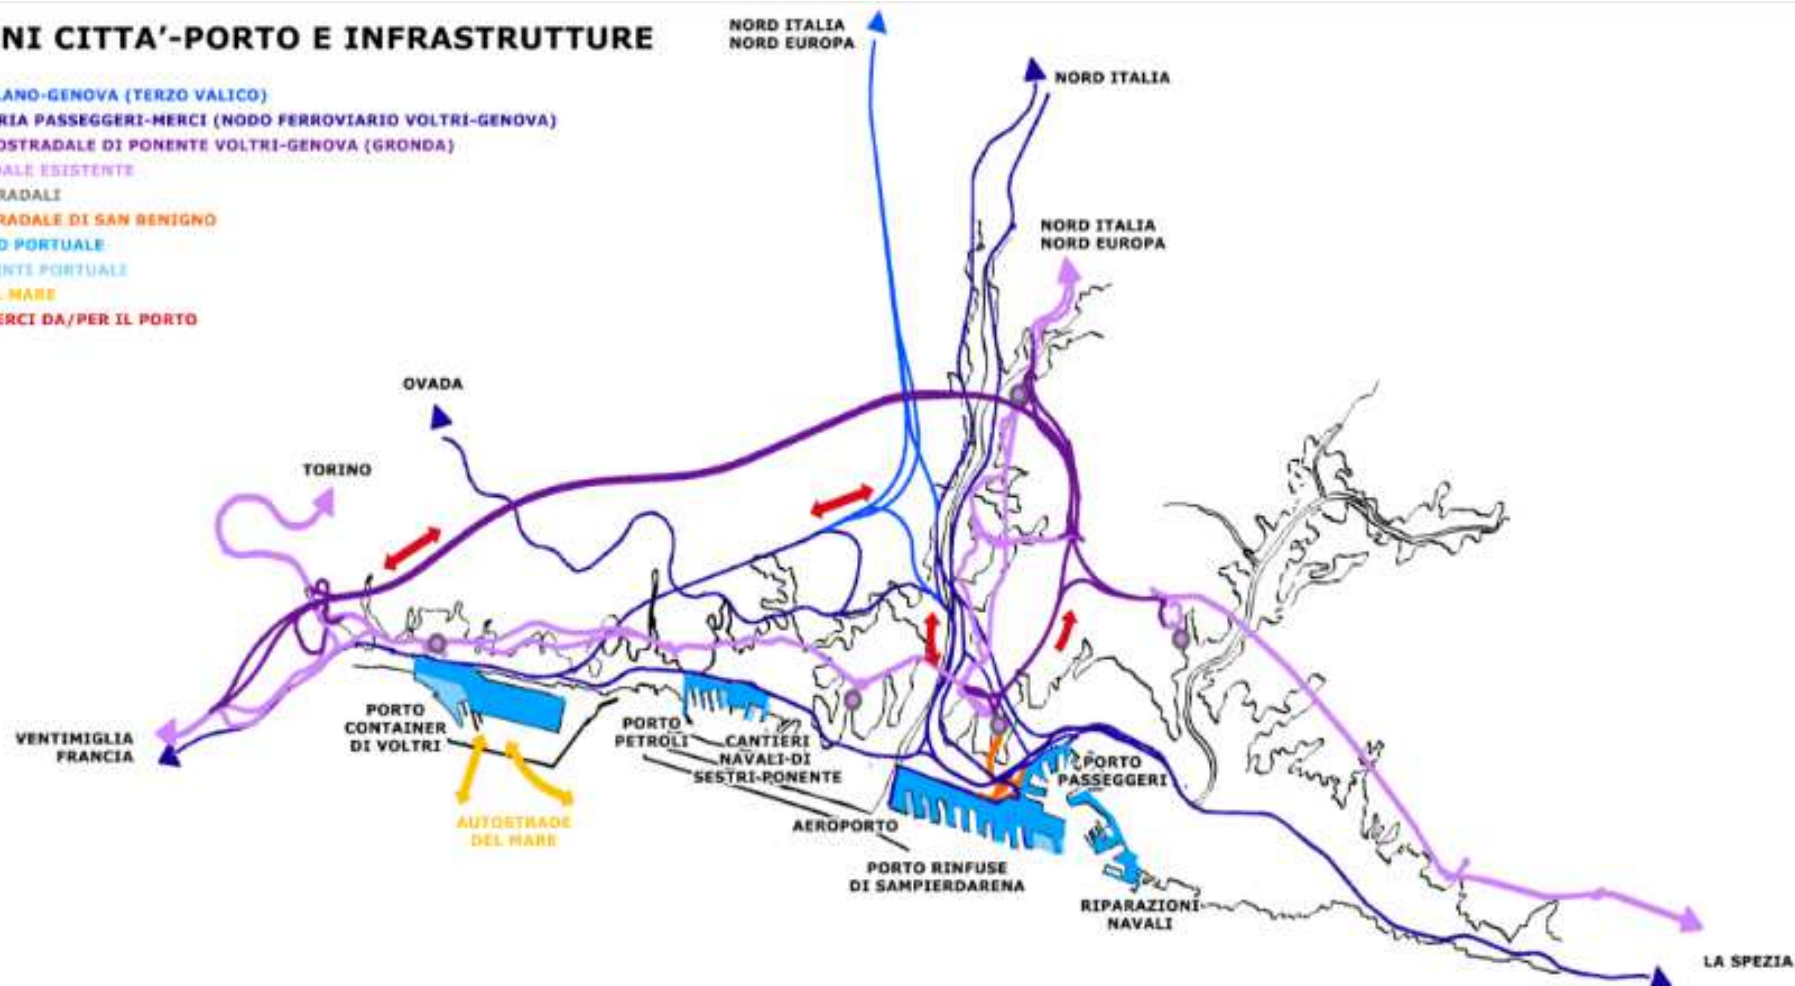 NI CITTA'-PORTO E INFRASTRUTTURE
LANO-GENOVA (TERZO VALICO)
RIA PASSEGGERI-MERCI (NODO FERROVIARIO VOLTRI-GENOVA)
OSTRADALE DI PONENTE VOLTRI-GENOVA (GRONDA)
DALE ESISTENTE
RADALI
RADALE DI SAN BENIGNO
O PORTUALE
ENTI PORTUALI
L MARE
ERCI DA/PER IL PORTO
NORD ITALIA
NORD EUROPA
NORD ITALIA
NORD ITALIA
NORD EUROPA
OVADA
TORINO
VENTIMIGLIA
FRANCIA
PORTO
CONTAINER
DI VOLTRI
AUTOSTRADE
DEL MARE
PORTO
PETROLI
CANTIERI
NAVALI DI
SESTRI-PONENTE
AEROPORTO
PORTO RINFUSE
DI SAMPIERDARENA
PORTO
PASSEGGERI
RIPARAZIONI
NAVALI
LA SPEZIA